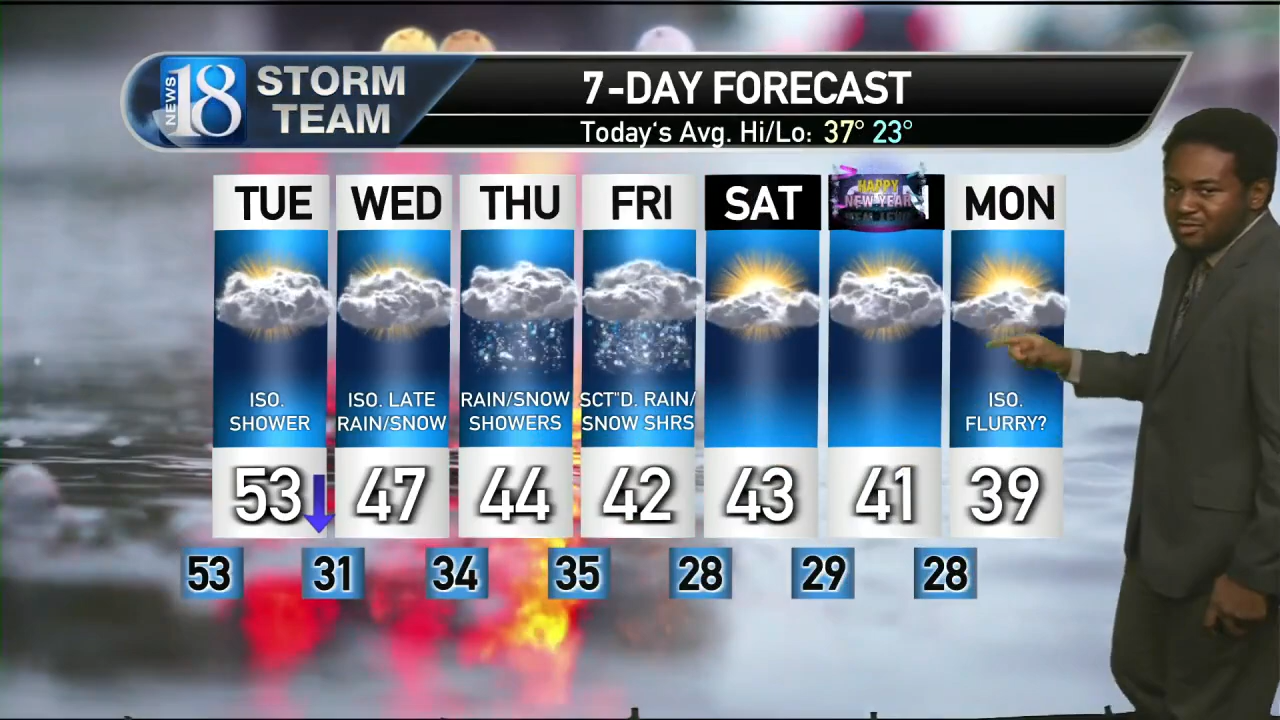 NEWS 18 STORM TEAM
7-DAY FORECAST
Today's Avg. Hi/Lo: 37° 23°
TUE WED THU FRI SAT HAPPY NEW YEAR MON
ISO. SHOWER
ISO. LATE RAIN/SNOW
RAIN/SNOW SHOWERS
SCT"D. RAIN/ SNOW SHRS
ISO. FLURRY?
53 47 44 42 43 41 39
53 31 34 35 28 29 28